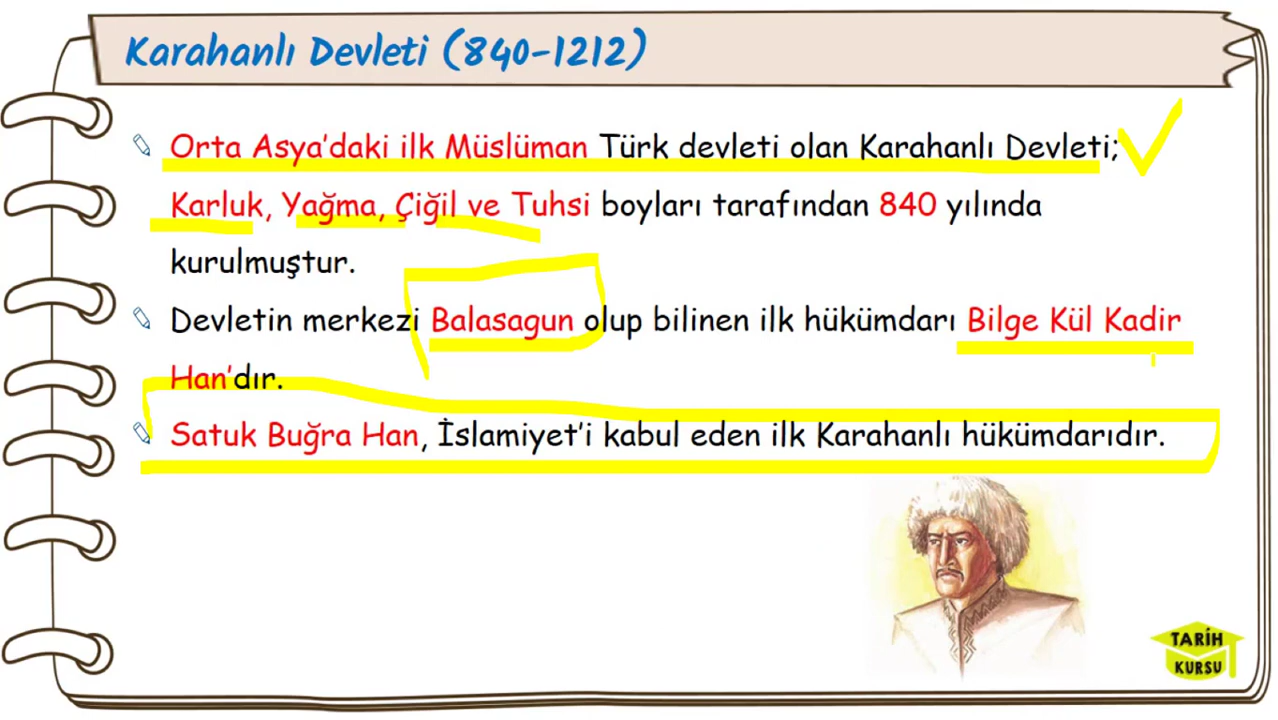 Karahanlı Devleti (840-1212)
Orta Asya'daki ilk Müslüman Türk devleti olan Karahanlı Devleti;
Karluk, Yağma, Çiğil ve Tuhsi boyları tarafından 840 yılında
kurulmuştur.
Devletin merkezi Balasagun olup bilinen ilk hükümdarı Bilge Kül Kadir
Han'dır.
Satuk Buğra Han, İslamiyet'i kabul eden ilk Karahanlı hükümdarıdır.
TARİH
KURSU